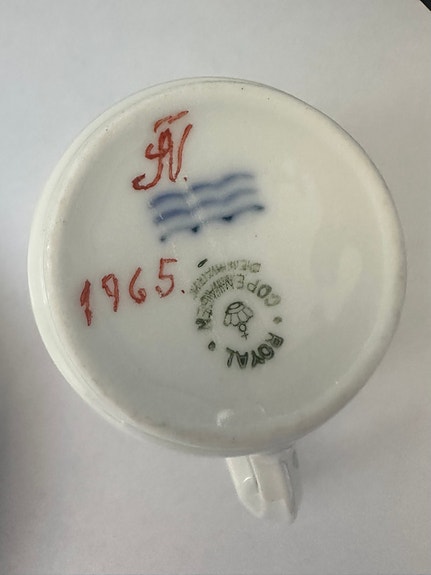 1965.
ROYAL
COPENHAGEN
DENMARK